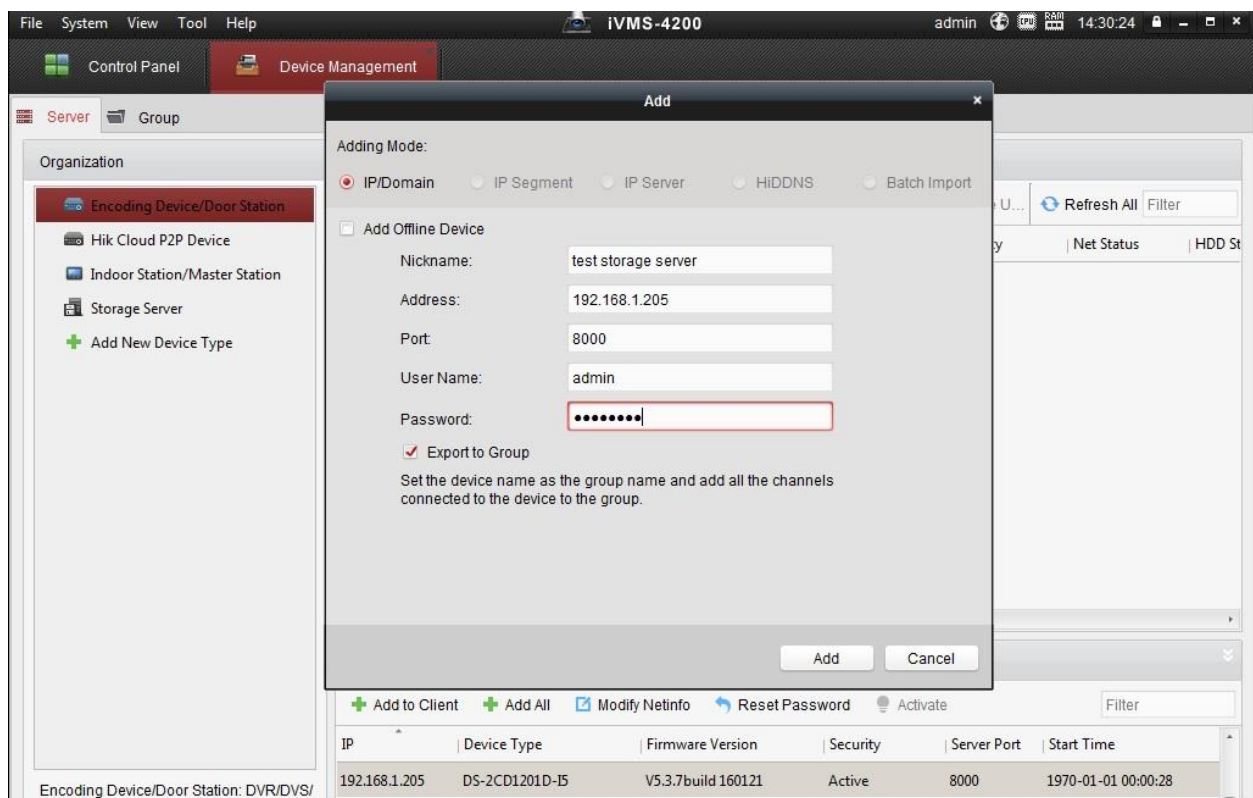 File System View Tool Help iVMS-4200 admin CPU RAM 14:30:24
Control Panel Device Management
Server Group
Organization
Encoding Device/Door Station
Hik Cloud P2P Device
Indoor Station/Master Station
Storage Server
Add New Device Type
Encoding Device/Door Station: DVR/DVS/
Add
Adding Mode:
IP/Domain IP Segment IP Server HiDDNS Batch Import
Add Offline Device
Nickname: test storage server
Address: 192.168.1.205
Port: 8000
User Name: admin
Password: ••••••••
Export to Group
Set the device name as the group name and add all the channels
connected to the device to the group.
Add Cancel
U... Refresh All Filter
y Net Status HDD St
Add to Client Add All Modify Netinfo Reset Password Activate Filter
IP Device Type Firmware Version Security Server Port Start Time
192.168.1.205 DS-2CD1201D-I5 V5.3.7build 160121 Active 8000 1970-01-01 00:00:28